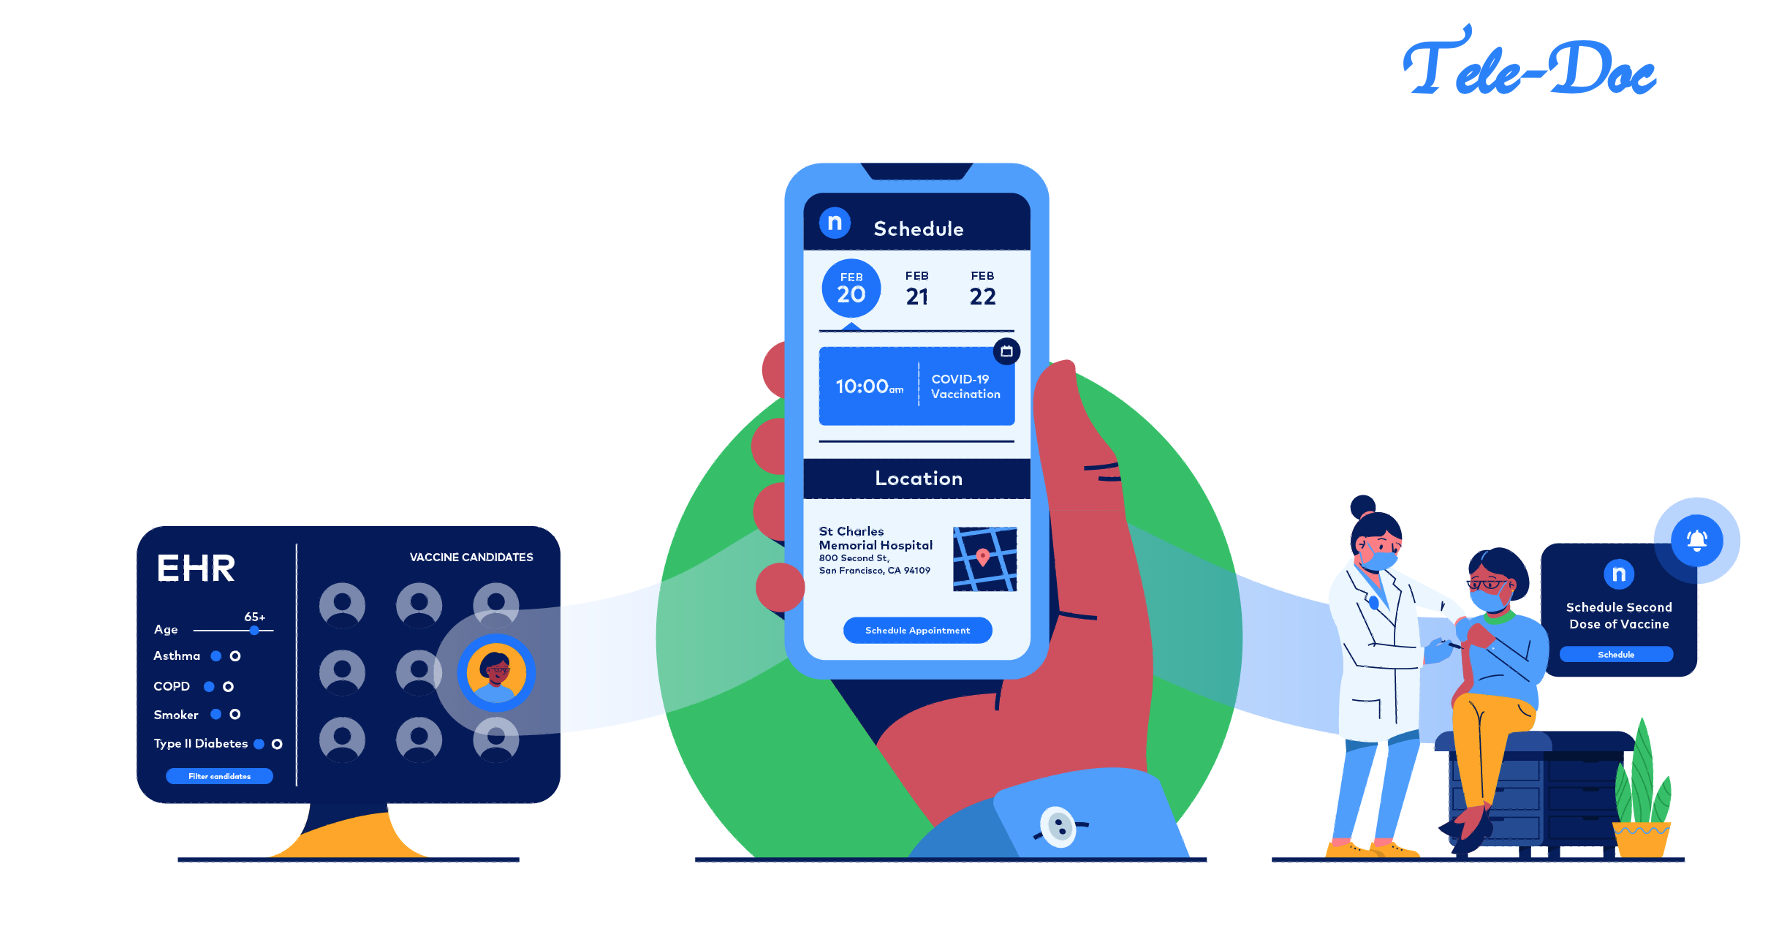 Tele-Doc
n
Schedule
FEB
20
FEB
21
FEB
22
10:00am
COVID-19
Vaccination
Location
St Charles
Memorial Hospital
800 Second St,
San Francisco, CA 94109
Schedule Appointment
EHR
VACCINE CANDIDATES
65+
Age
Asthma
COPD
Smoker
Type II Diabetes
Filter candidates
n
Schedule Second
Dose of Vaccine
Schedule